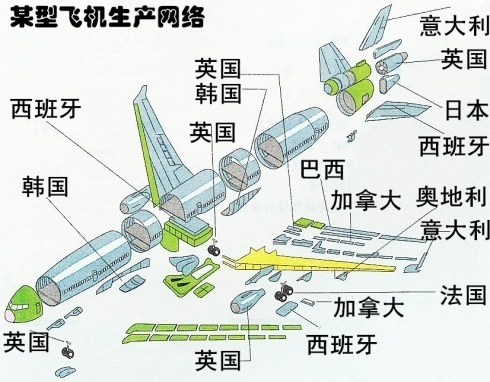 某型飞机生产网络
意大利
英国
英国
韩国
西班牙
英国
日本
西班牙
巴西
韩国
加拿大
奥地利
意大利
法国
加拿大
英国
西班牙
英国